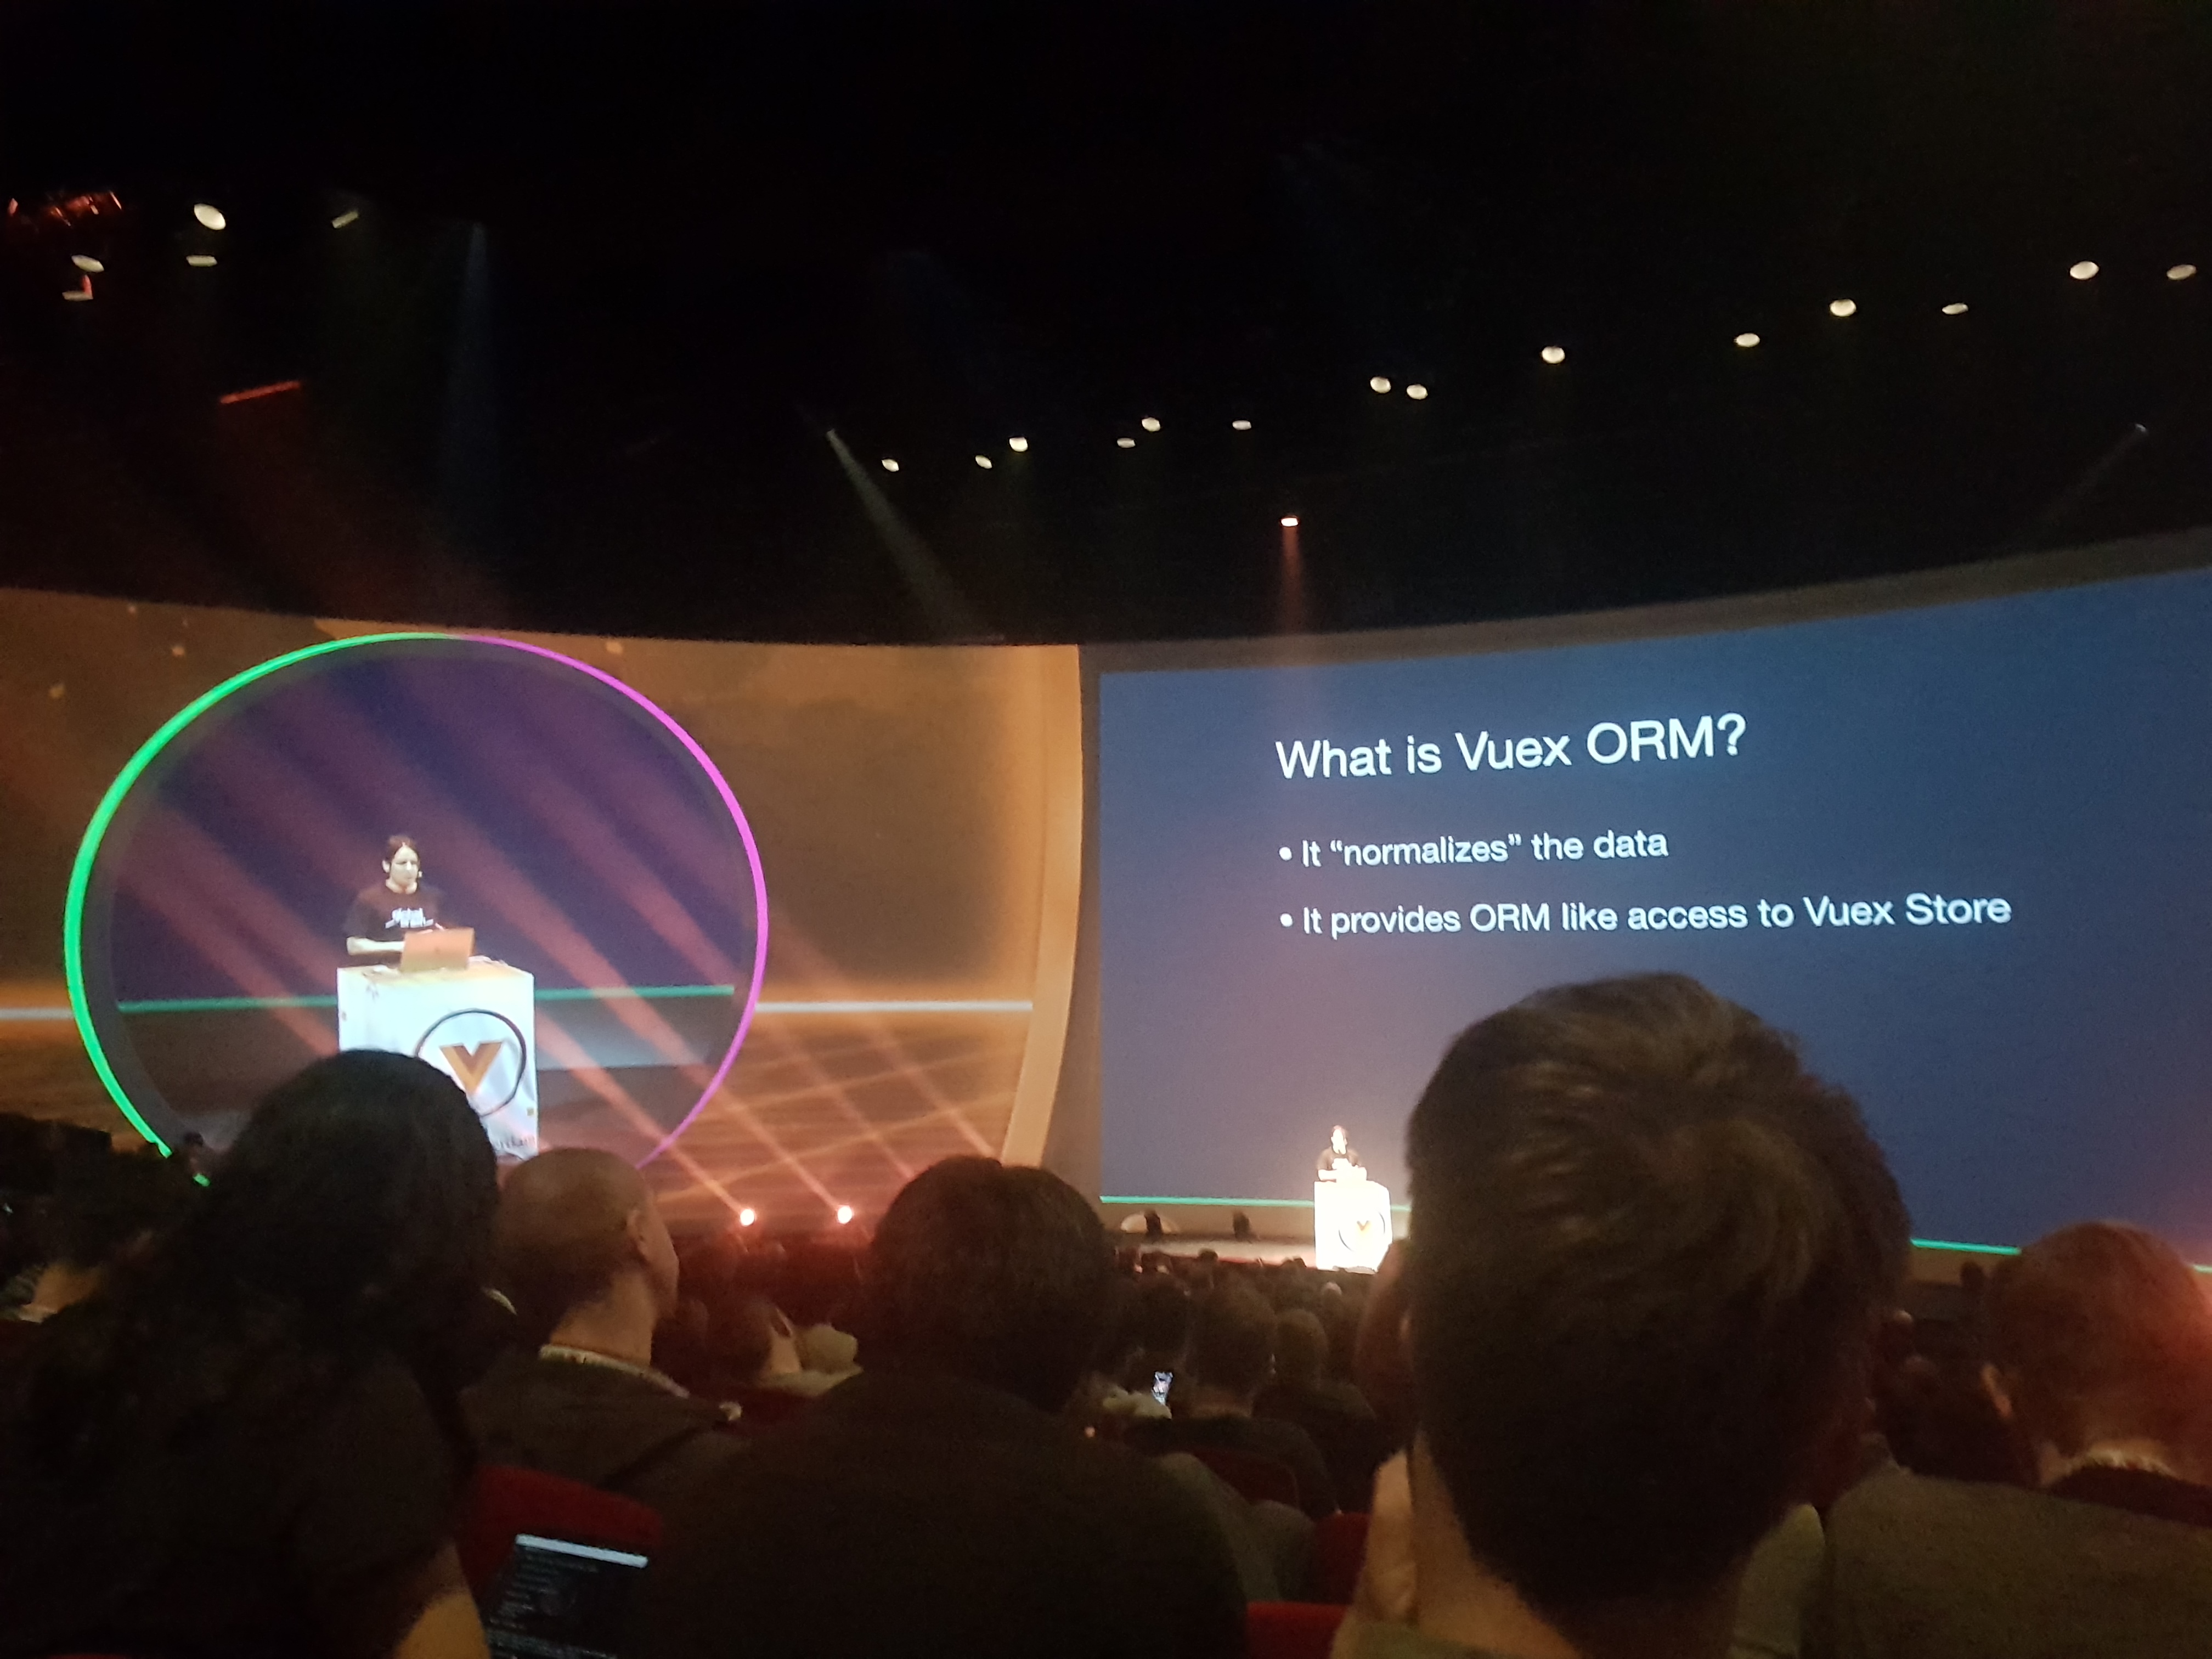 What is Vuex ORM?
• It “normalizes” the data
• It provides ORM like access to Vuex Store